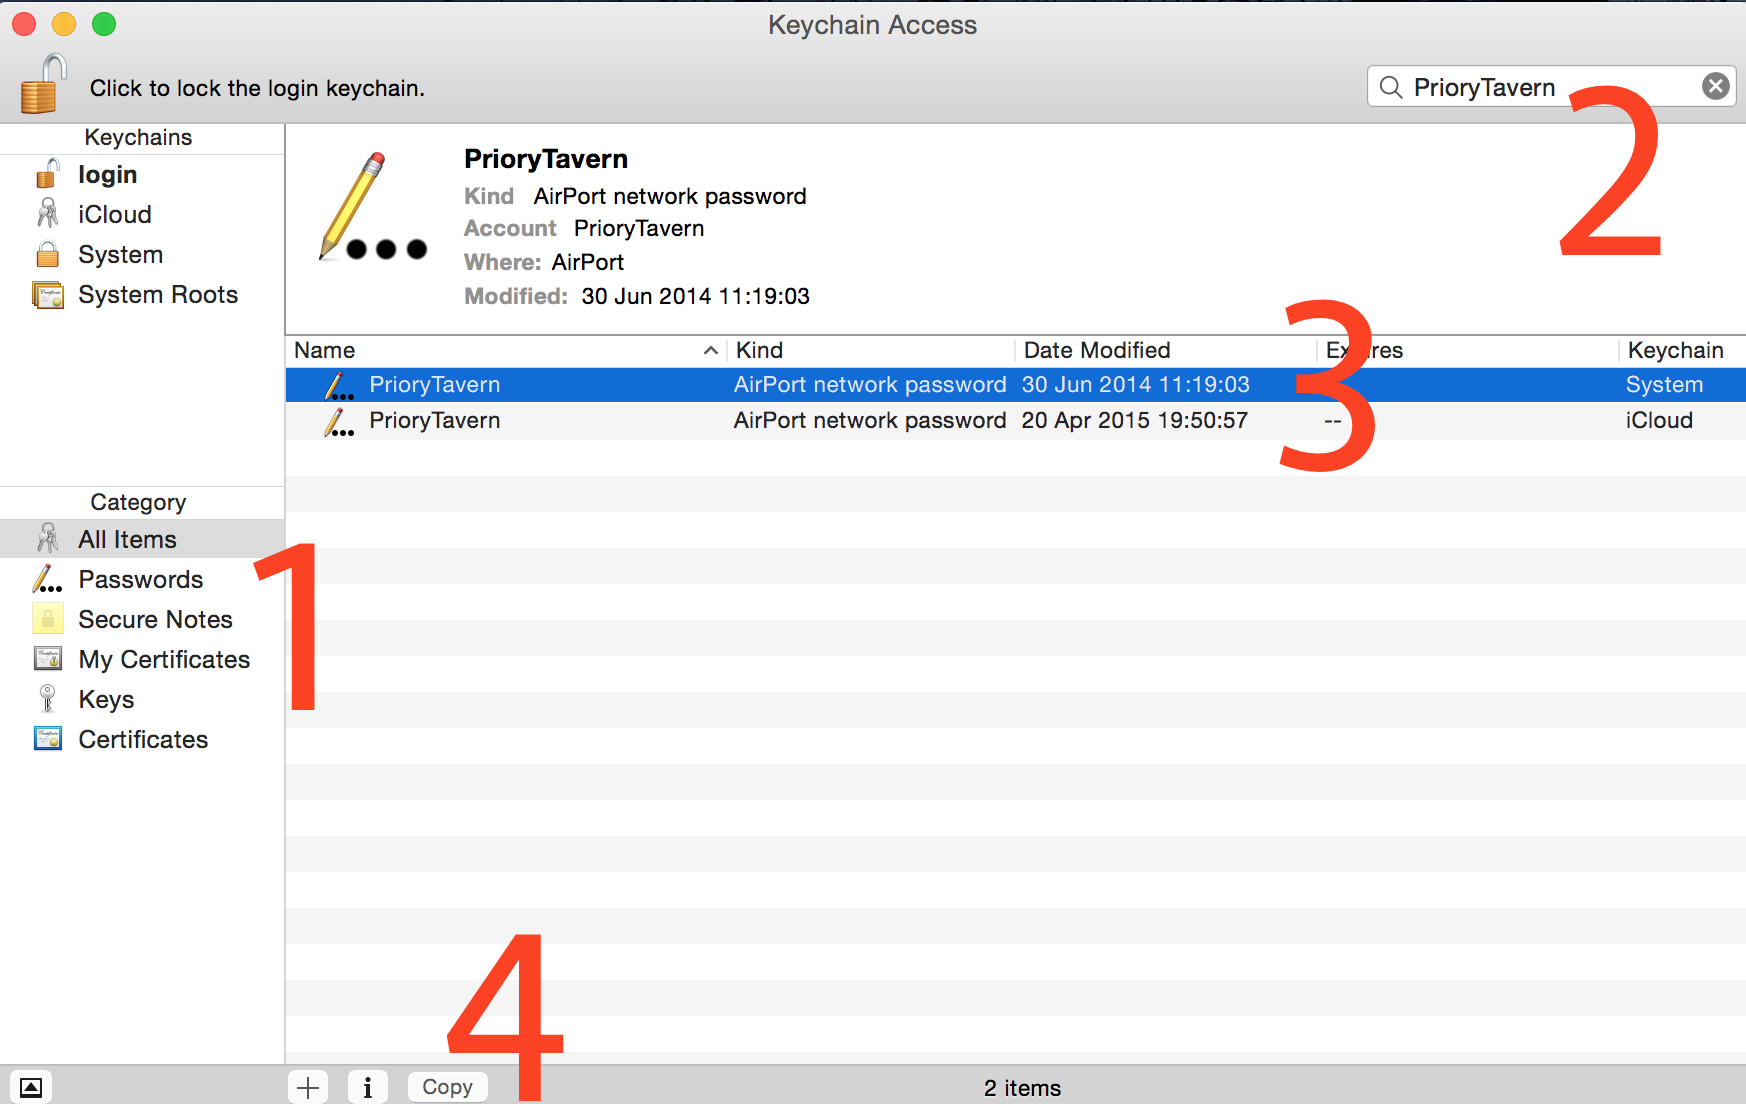 Keychain Access
Click to lock the login keychain.
PrioryTavern
2
Keychains
login
iCloud
System
System Roots
PrioryTavern
Kind AirPort network password
Account PrioryTavern
Where: AirPort
Modified: 30 Jun 2014 11:19:03
3
Name Kind Date Modified Expires Keychain
PrioryTavern AirPort network password 30 Jun 2014 11:19:03 System
PrioryTavern AirPort network password 20 Apr 2015 19:50:57 -- iCloud
Category
All Items
Passwords
Secure Notes
My Certificates
Keys
Certificates
1
4
+ i Copy 2 items